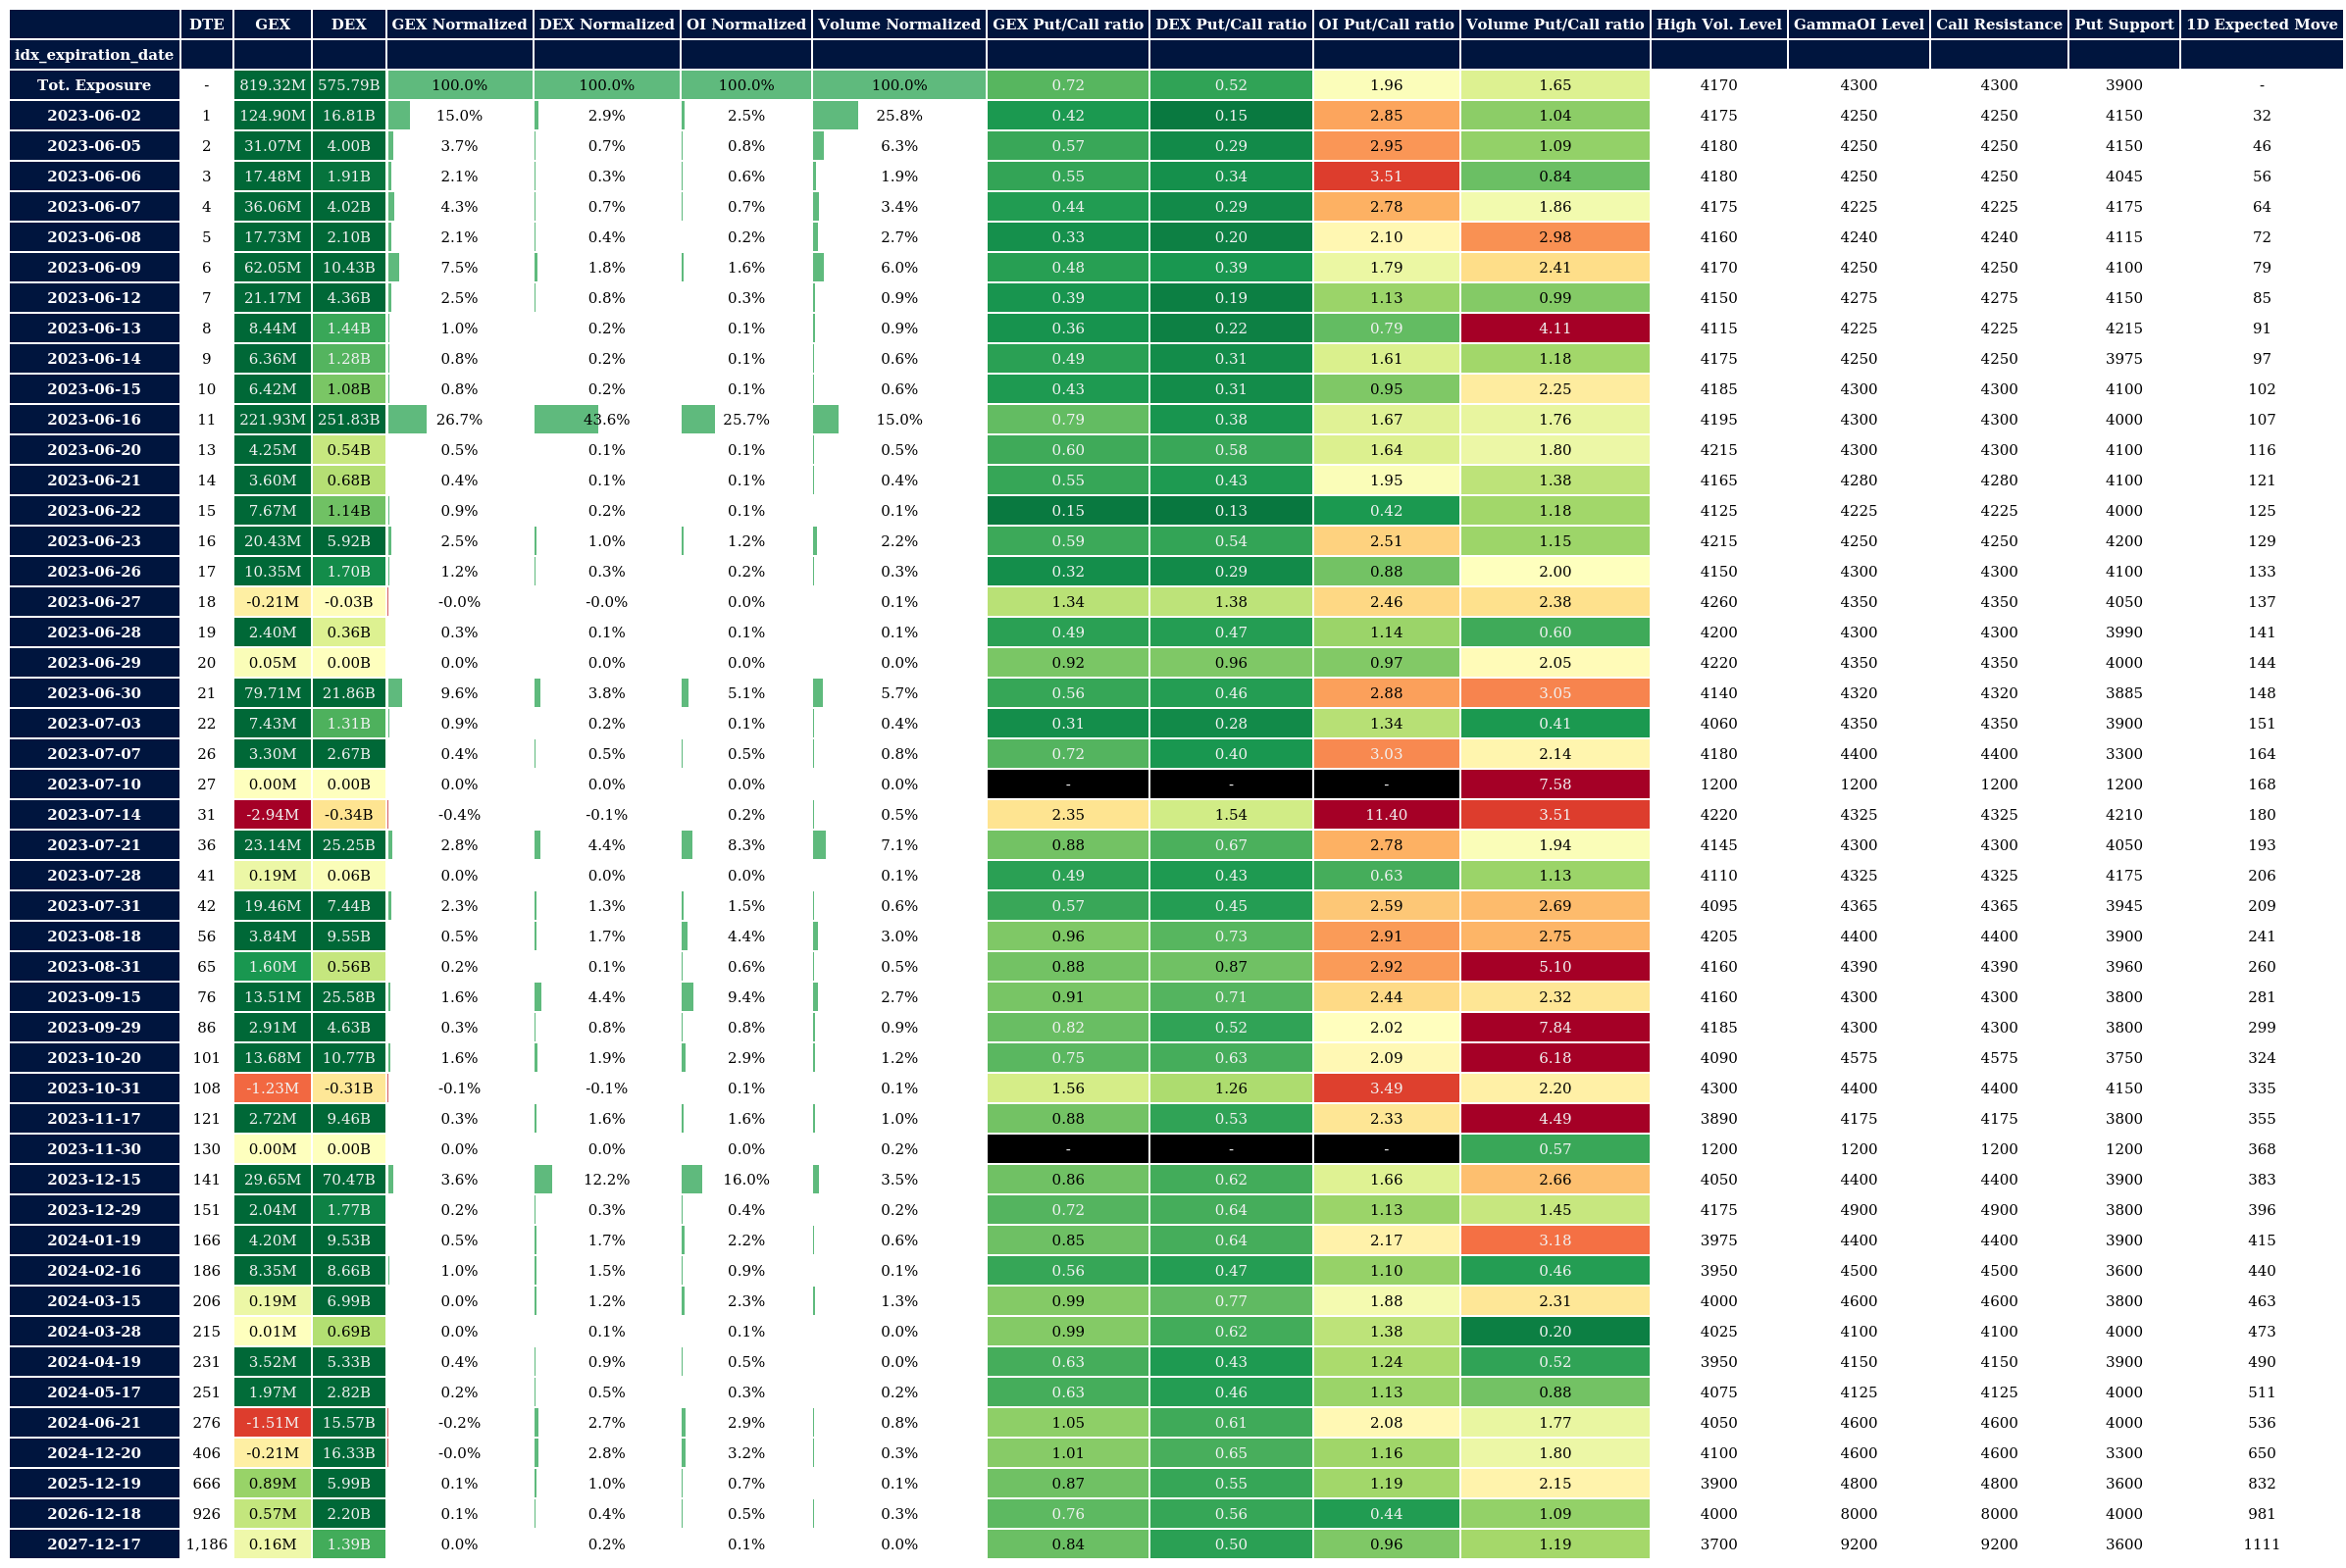 DTE GEX DEX GEX Normalized DEX Normalized OI Normalized Volume Normalized GEX Put/Call ratio DEX Put/Call ratio OI Put/Call ratio Volume Put/Call ratio High Vol. Level GammaOI Level Call Resistance Put Support 1D Expected Move
idx_expiration_date
Tot. Exposure - 819.32M 575.79B 100.0% 100.0% 100.0% 100.0% 0.72 0.52 1.96 1.65 4170 4300 4300 3900 -
2023-06-02 1 124.90M 16.81B 15.0% 2.9% 2.5% 25.8% 0.42 0.15 2.85 1.04 4175 4250 4250 4150 32
2023-06-05 2 31.07M 4.00B 3.7% 0.7% 0.8% 6.3% 0.57 0.29 2.95 1.09 4180 4250 4250 4150 46
2023-06-06 3 17.48M 1.91B 2.1% 0.3% 0.6% 1.9% 0.55 0.34 3.51 0.84 4180 4250 4250 4045 56
2023-06-07 4 36.06M 4.02B 4.3% 0.7% 0.7% 3.4% 0.44 0.29 2.78 1.86 4175 4225 4225 4175 64
2023-06-08 5 17.73M 2.10B 2.1% 0.4% 0.2% 2.7% 0.33 0.20 2.10 2.98 4160 4240 4240 4115 72
2023-06-09 6 62.05M 10.43B 7.5% 1.8% 1.6% 6.0% 0.48 0.39 1.79 2.41 4170 4250 4250 4100 79
2023-06-12 7 21.17M 4.36B 2.5% 0.8% 0.3% 0.9% 0.39 0.19 1.13 0.99 4150 4275 4275 4150 85
2023-06-13 8 8.44M 1.44B 1.0% 0.2% 0.1% 0.9% 0.36 0.22 0.79 4.11 4115 4225 4225 4215 91
2023-06-14 9 6.36M 1.28B 0.8% 0.2% 0.1% 0.6% 0.49 0.31 1.61 1.18 4175 4250 4250 3975 97
2023-06-15 10 6.42M 1.08B 0.8% 0.2% 0.1% 0.6% 0.43 0.31 0.95 2.25 4185 4300 4300 4100 102
2023-06-16 11 221.93M 251.83B 26.7% 43.6% 25.7% 15.0% 0.79 0.38 1.67 1.76 4195 4300 4300 4000 107
2023-06-20 13 4.25M 0.54B 0.5% 0.1% 0.1% 0.5% 0.60 0.58 1.64 1.80 4215 4300 4300 4100 116
2023-06-21 14 3.60M 0.68B 0.4% 0.1% 0.1% 0.4% 0.55 0.43 1.95 1.38 4165 4280 4280 4100 121
2023-06-22 15 7.67M 1.14B 0.9% 0.2% 0.1% 0.1% 0.15 0.13 0.42 1.18 4125 4225 4225 4000 125
2023-06-23 16 20.43M 5.92B 2.5% 1.0% 1.2% 2.2% 0.59 0.54 2.51 1.15 4215 4250 4250 4200 129
2023-06-26 17 10.35M 1.70B 1.2% 0.3% 0.2% 0.3% 0.32 0.29 0.88 2.00 4150 4300 4300 4100 133
2023-06-27 18 -0.21M -0.03B -0.0% -0.0% 0.0% 0.1% 1.34 1.38 2.46 2.38 4260 4350 4350 4050 137
2023-06-28 19 2.40M 0.36B 0.3% 0.1% 0.1% 0.1% 0.49 0.47 1.14 0.60 4200 4300 4300 3990 141
2023-06-29 20 0.05M 0.00B 0.0% 0.0% 0.0% 0.0% 0.92 0.96 0.97 2.05 4220 4350 4350 4000 144
2023-06-30 21 79.71M 21.86B 9.6% 3.8% 5.1% 5.7% 0.56 0.46 2.88 3.05 4140 4320 4320 3885 148
2023-07-03 22 7.43M 1.31B 0.9% 0.2% 0.1% 0.4% 0.31 0.28 1.34 0.41 4060 4350 4350 3900 151
2023-07-07 26 3.30M 2.67B 0.4% 0.5% 0.5% 0.8% 0.72 0.40 3.03 2.14 4180 4400 4400 3300 164
2023-07-10 27 0.00M 0.00B 0.0% 0.0% 0.0% 0.0% - - - 7.58 1200 1200 1200 1200 168
2023-07-14 31 -2.94M -0.34B -0.4% -0.1% 0.2% 0.5% 2.35 1.54 11.40 3.51 4220 4325 4325 4210 180
2023-07-21 36 23.14M 25.25B 2.8% 4.4% 8.3% 7.1% 0.88 0.67 2.78 1.94 4145 4300 4300 4050 193
2023-07-28 41 0.19M 0.06B 0.0% 0.0% 0.0% 0.1% 0.49 0.43 0.63 1.13 4110 4325 4325 4175 206
2023-07-31 42 19.46M 7.44B 2.3% 1.3% 1.5% 0.6% 0.57 0.45 2.59 2.69 4095 4365 4365 3945 209
2023-08-18 56 3.84M 9.55B 0.5% 1.7% 4.4% 3.0% 0.96 0.73 2.91 2.75 4205 4400 4400 3900 241
2023-08-31 65 1.60M 0.56B 0.2% 0.1% 0.6% 0.5% 0.88 0.87 2.92 5.10 4160 4390 4390 3960 260
2023-09-15 76 13.51M 25.58B 1.6% 4.4% 9.4% 2.7% 0.91 0.71 2.44 2.32 4160 4300 4300 3800 281
2023-09-29 86 2.91M 4.63B 0.3% 0.8% 0.8% 0.9% 0.82 0.52 2.02 7.84 4185 4300 4300 3800 299
2023-10-20 101 13.68M 10.77B 1.6% 1.9% 2.9% 1.2% 0.75 0.63 2.09 6.18 4090 4575 4575 3750 324
2023-10-31 108 -1.23M -0.31B -0.1% -0.1% 0.1% 0.1% 1.56 1.26 3.49 2.20 4300 4400 4400 4150 335
2023-11-17 121 2.72M 9.46B 0.3% 1.6% 1.6% 1.0% 0.88 0.53 2.33 4.49 3890 4175 4175 3800 355
2023-11-30 130 0.00M 0.00B 0.0% 0.0% 0.0% 0.2% - - - 0.57 1200 1200 1200 1200 368
2023-12-15 141 29.65M 70.47B 3.6% 12.2% 16.0% 3.5% 0.86 0.62 1.66 2.66 4050 4400 4400 3900 383
2023-12-29 151 2.04M 1.77B 0.2% 0.3% 0.4% 0.2% 0.72 0.64 1.13 1.45 4175 4900 4900 3800 396
2024-01-19 166 4.20M 9.53B 0.5% 1.7% 2.2% 0.6% 0.85 0.64 2.17 3.18 3975 4400 4400 3900 415
2024-02-16 186 8.35M 8.66B 1.0% 1.5% 0.9% 0.1% 0.56 0.47 1.10 0.46 3950 4500 4500 3600 440
2024-03-15 206 0.19M 6.99B 0.0% 1.2% 2.3% 1.3% 0.99 0.77 1.88 2.31 4000 4600 4600 3800 463
2024-03-28 215 0.01M 0.69B 0.0% 0.1% 0.1% 0.0% 0.99 0.62 1.38 0.20 4025 4100 4100 4000 473
2024-04-19 231 3.52M 5.33B 0.4% 0.9% 0.5% 0.0% 0.63 0.43 1.24 0.52 3950 4150 4150 3900 490
2024-05-17 251 1.97M 2.82B 0.2% 0.5% 0.3% 0.2% 0.63 0.46 1.13 0.88 4075 4125 4125 4000 511
2024-06-21 276 -1.51M 15.57B -0.2% 2.7% 2.9% 0.8% 1.05 0.61 2.08 1.77 4050 4600 4600 4000 536
2024-12-20 406 -0.21M 16.33B -0.0% 2.8% 3.2% 0.3% 1.01 0.65 1.16 1.80 4100 4600 4600 3300 650
2025-12-19 666 0.89M 5.99B 0.1% 1.0% 0.7% 0.1% 0.87 0.55 1.19 2.15 3900 4800 4800 3600 832
2026-12-18 926 0.57M 2.20B 0.1% 0.4% 0.5% 0.3% 0.76 0.56 0.44 1.09 4000 8000 8000 4000 981
2027-12-17 1,186 0.16M 1.39B 0.0% 0.2% 0.1% 0.0% 0.84 0.50 0.96 1.19 3700 9200 9200 3600 1111